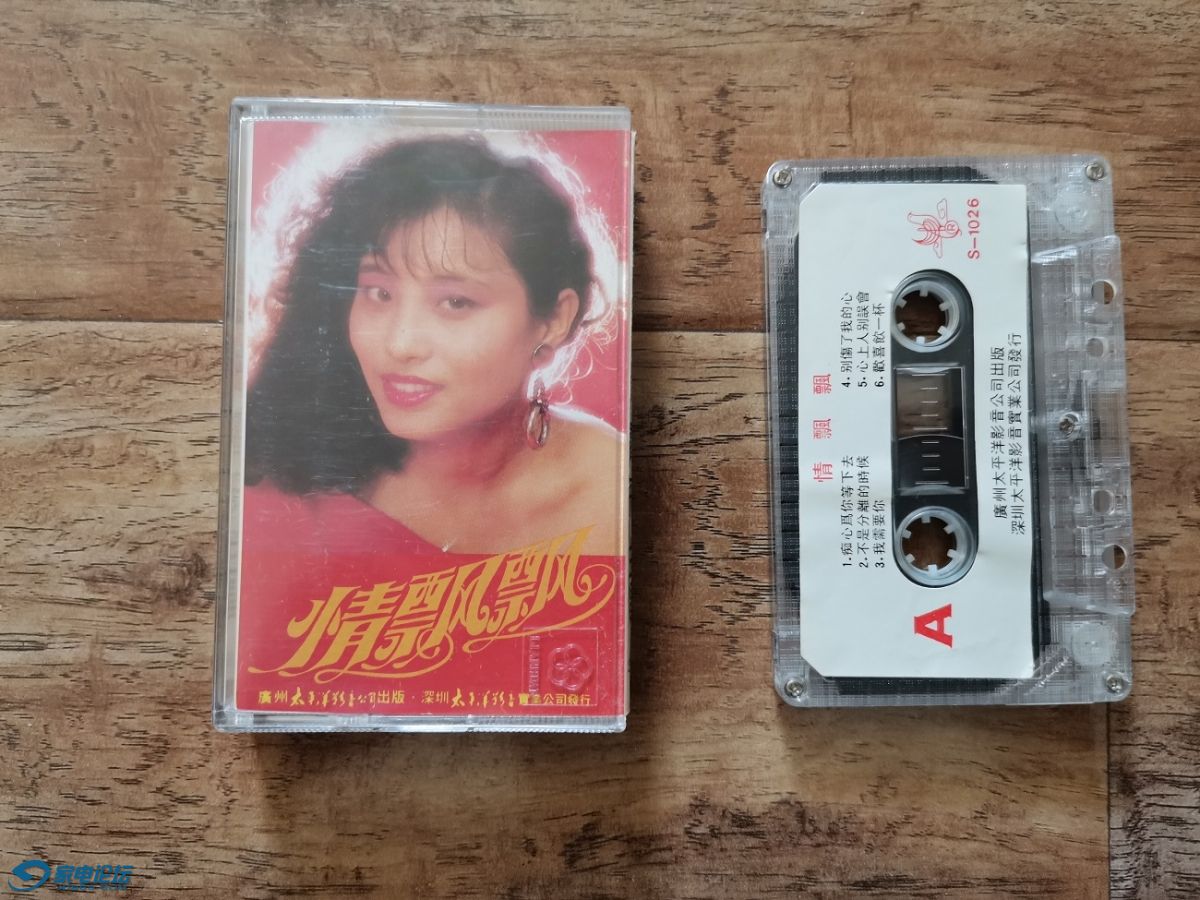 情飘飘
廣州太平洋影音公司出版·深圳太平洋影音實業公司發行
S-1026
R
情飄飄
1.痴心爲你等下去
2.不是分離的時候
3.我需要你
4.别傷了我的心
5.心上人别誤會
6.歡喜飲一杯
A
廣州太平洋影音公司出版
深圳太平洋影音實業公司發行
家电论坛